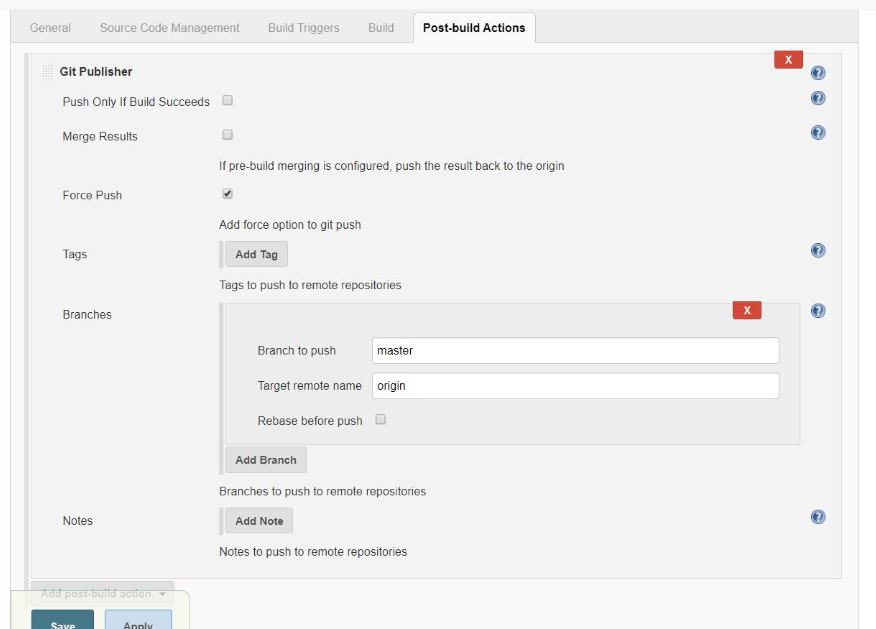 General Source Code Management Build Triggers Build Post-build Actions
X
Git Publisher
Push Only If Build Succeeds
Merge Results
If pre-build merging is configured, push the result back to the origin
Force Push
Add force option to git push
Tags Add Tag
Tags to push to remote repositories
Branches X
Branch to push master
Target remote name origin
Rebase before push
Add Branch
Branches to push to remote repositories
Notes Add Note
Notes to push to remote repositories
Add post-build action
Save Apply